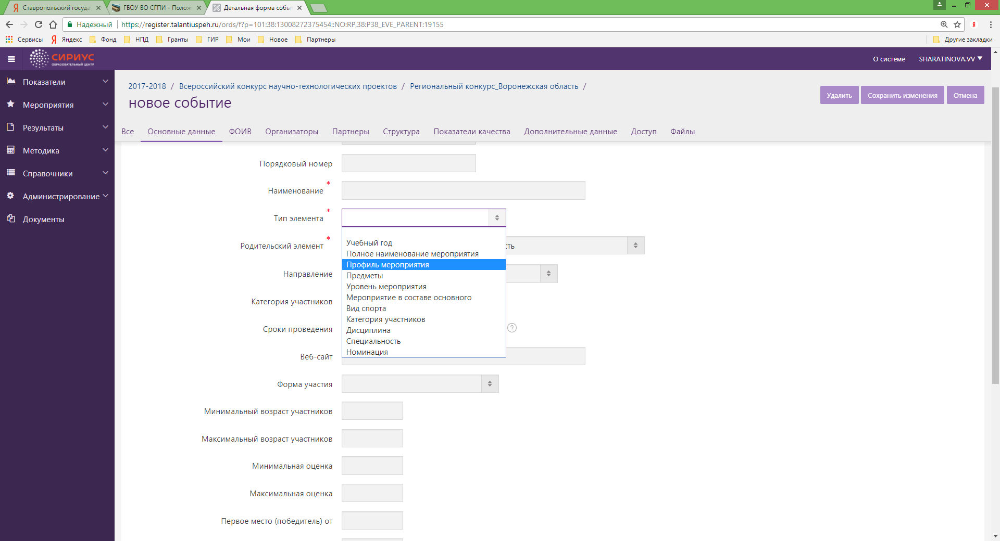 Ставропольский госуда
ГБОУ ВО СГПИ - Полож
Детальная форма собы
Надежный
https://register.talantiuspeh.ru/ords/f?p=101:38:13008272375454::NO:RP,38:P38_EVE_PARENT:19155
Сервисы
Яндекс
Фонд
НПД
Гранты
ГИР
Мои
Новое
Партнеры
Другие закладки
СИРИУС
ОБРАЗОВАТЕЛЬНЫЙ ЦЕНТР
О системе
SHARATINOVA.VV
Показатели
Мероприятия
Результаты
Методика
Справочники
Администрирование
Документы
2017-2018 / Всероссийский конкурс научно-технологических проектов / Региональный конкурс_Воронежская область /
новое событие
Удалить
Сохранить изменения
Отмена
Все
Основные данные
ФОИВ
Организаторы
Партнеры
Структура
Показатели качества
Дополнительные данные
Доступ
Файлы
Порядковый номер
Наименование *
Тип элемента *
Родительский элемент *
сть
Учебный год
Полное наименование мероприятия
Профиль мероприятия
Предметы
Уровень мероприятия
Мероприятие в составе основного
Вид спорта
Категория участников
Дисциплина
Специальность
Номинация
Направление
Категория участников
Сроки проведения
?
Веб-сайт
Форма участия
Минимальный возраст участников
Максимальный возраст участников
Минимальная оценка
Максимальная оценка
Первое место (победитель) от